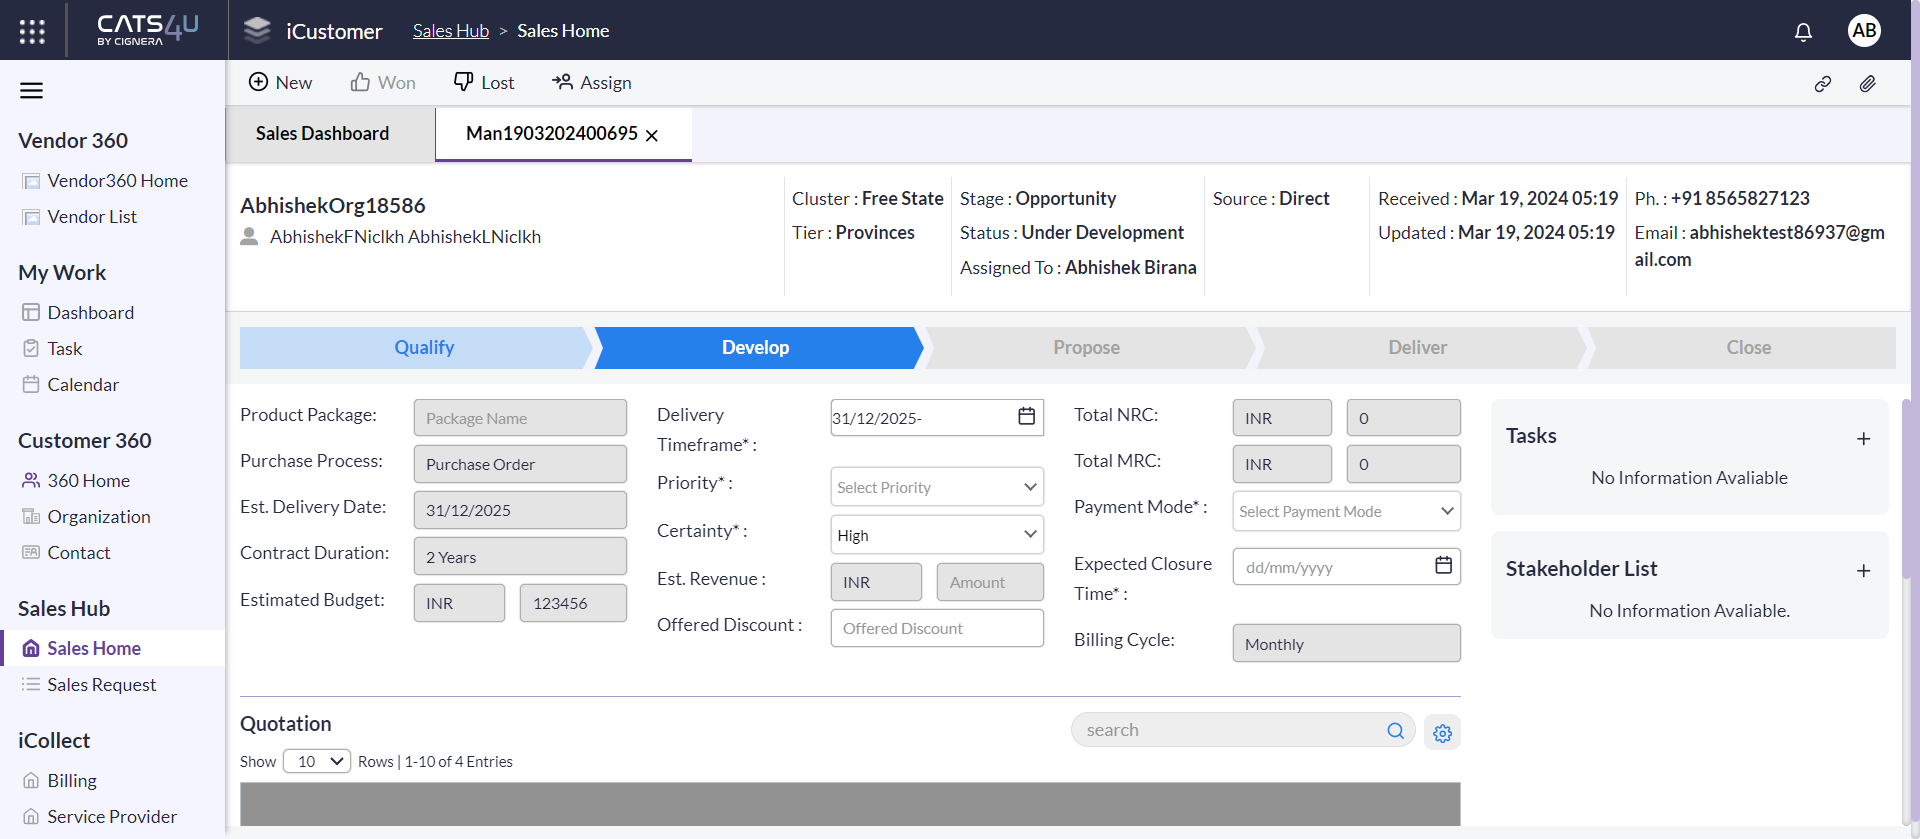 CATS4U
BY CIGNERA
iCustomer
Sales Hub > Sales Home
AB
New
Won
Lost
Assign
Vendor 360
Vendor360 Home
Vendor List
My Work
Dashboard
Task
Calendar
Customer 360
360 Home
Organization
Contact
Sales Hub
Sales Home
Sales Request
iCollect
Billing
Service Provider
Sales Dashboard
Man1903202400695
AbhishekOrg18586
AbhishekFNiclkh AbhishekLNiclkh
Cluster : Free State
Tier : Provinces
Stage : Opportunity
Status : Under Development
Assigned To : Abhishek Birana
Source : Direct
Received : Mar 19, 2024 05:19
Updated : Mar 19, 2024 05:19
Ph. : +91 8565827123
Email : abhishektest86937@gm
ail.com
Qualify
Develop
Propose
Deliver
Close
Product Package:
Package Name
Purchase Process:
Purchase Order
Est. Delivery Date:
31/12/2025
Contract Duration:
2 Years
Estimated Budget:
INR
123456
Delivery
Timeframe* :
31/12/2025-
Priority* :
Select Priority
Certainty* :
High
Est. Revenue :
INR
Amount
Offered Discount :
Offered Discount
Total NRC:
INR
0
Total MRC:
INR
0
Payment Mode* :
Select Payment Mode
Expected Closure
Time* :
dd/mm/yyyy
Billing Cycle:
Monthly
Tasks
No Information Avaliable
Stakeholder List
No Information Avaliable.
Quotation
search
Show 10 Rows | 1-10 of 4 Entries